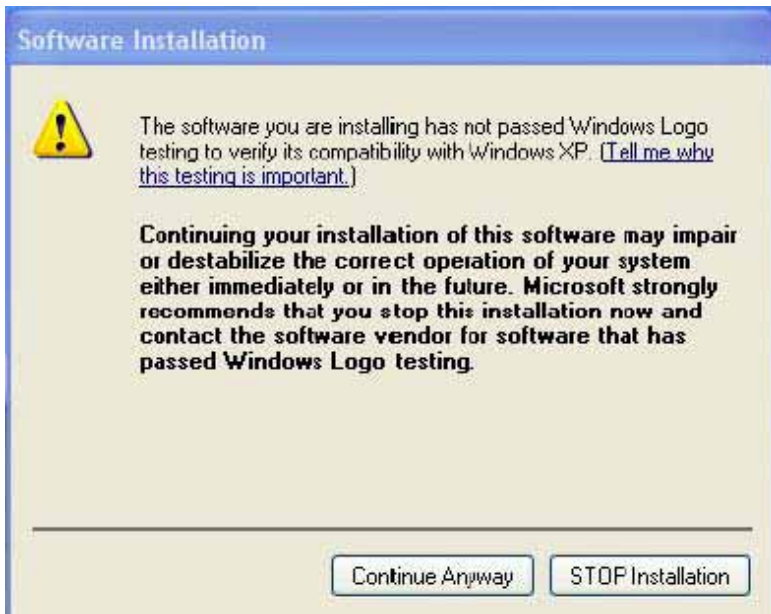 Software Installation
The software you are installing has not passed Windows Logo
testing to verify its compatibility with Windows XP. (Tell me why
this testing is important.)
Continuing your installation of this software may impair
or destabilize the correct operation of your system
either immediately or in the future. Microsoft strongly
recommends that you stop this installation now and
contact the software vendor for software that has
passed Windows Logo testing.
Continue Anyway STOP Installation